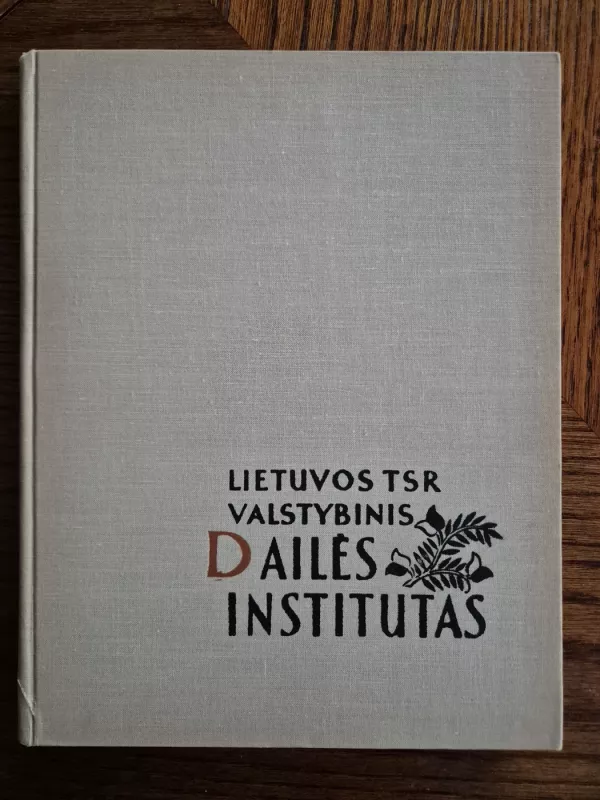 LIETUVOS TSR
VALSTYBINIS
DAILĖS
INSTITUTAS